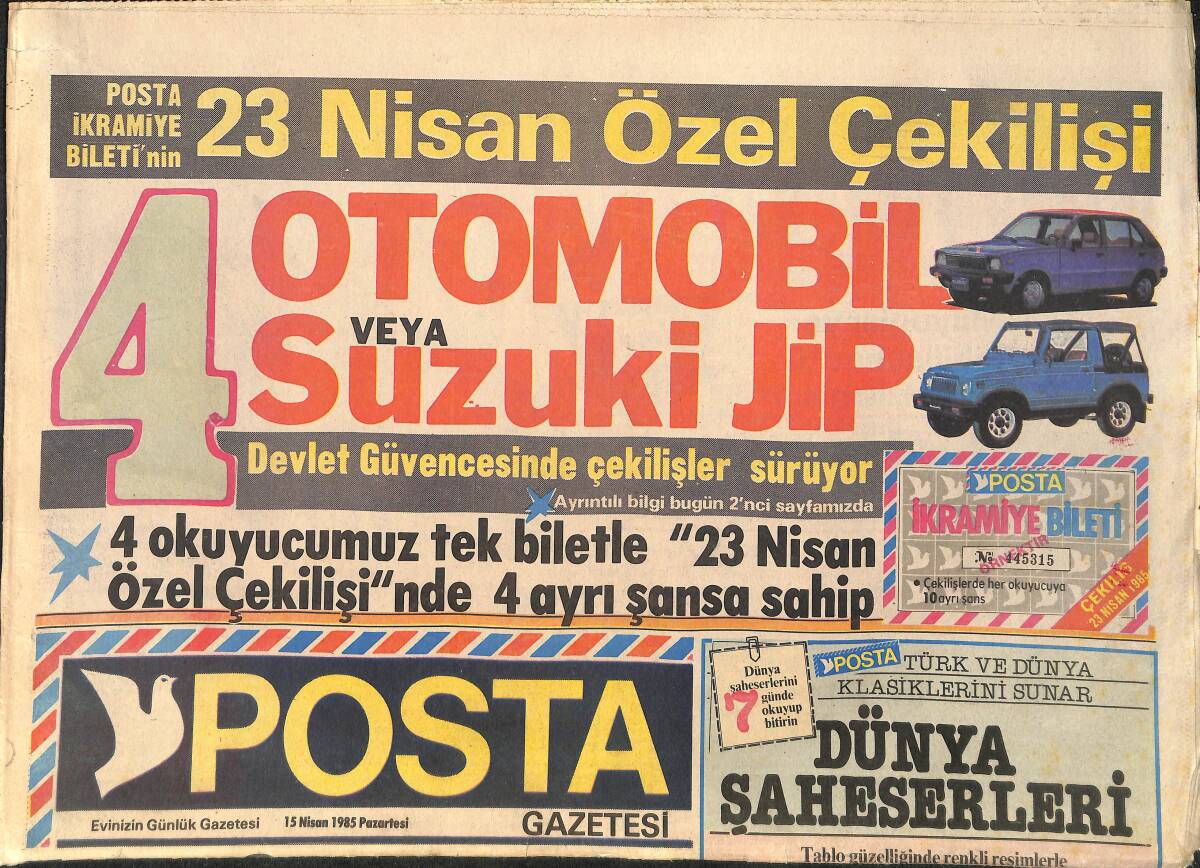 POSTA
İKRAMİYE
BİLETİ'nin
23 Nisan Özel Çekilişi
4 OTOMOBİL
VEYA
Suzuki JİP
Devlet Güvencesinde çekilişler sürüyor
Ayrıntılı bilgi bugün 2'nci sayfamızda
4 okuyucumuz tek biletle "23 Nisan
Özel Çekilişi"nde 4 ayrı şansa sahip
POSTA
İKRAMİYE BİLETİ
№ 445315
ÖRNEKTİR
• Çekilişlerde her okuyucuya
10 ayrı şans
ÇEKİLİŞ
23 NİSAN 1985
POSTA
Evinizin Günlük Gazetesi 15 Nisan 1985 Pazartesi
GAZETESİ
Dünya
şaheserlerini
7 günde
okuyup
bitirin
POSTA TÜRK VE DÜNYA
KLASİKLERİNİ SUNAR
DÜNYA
ŞAHESERLERİ
Tablo güzelliğinde renkli resimlerle